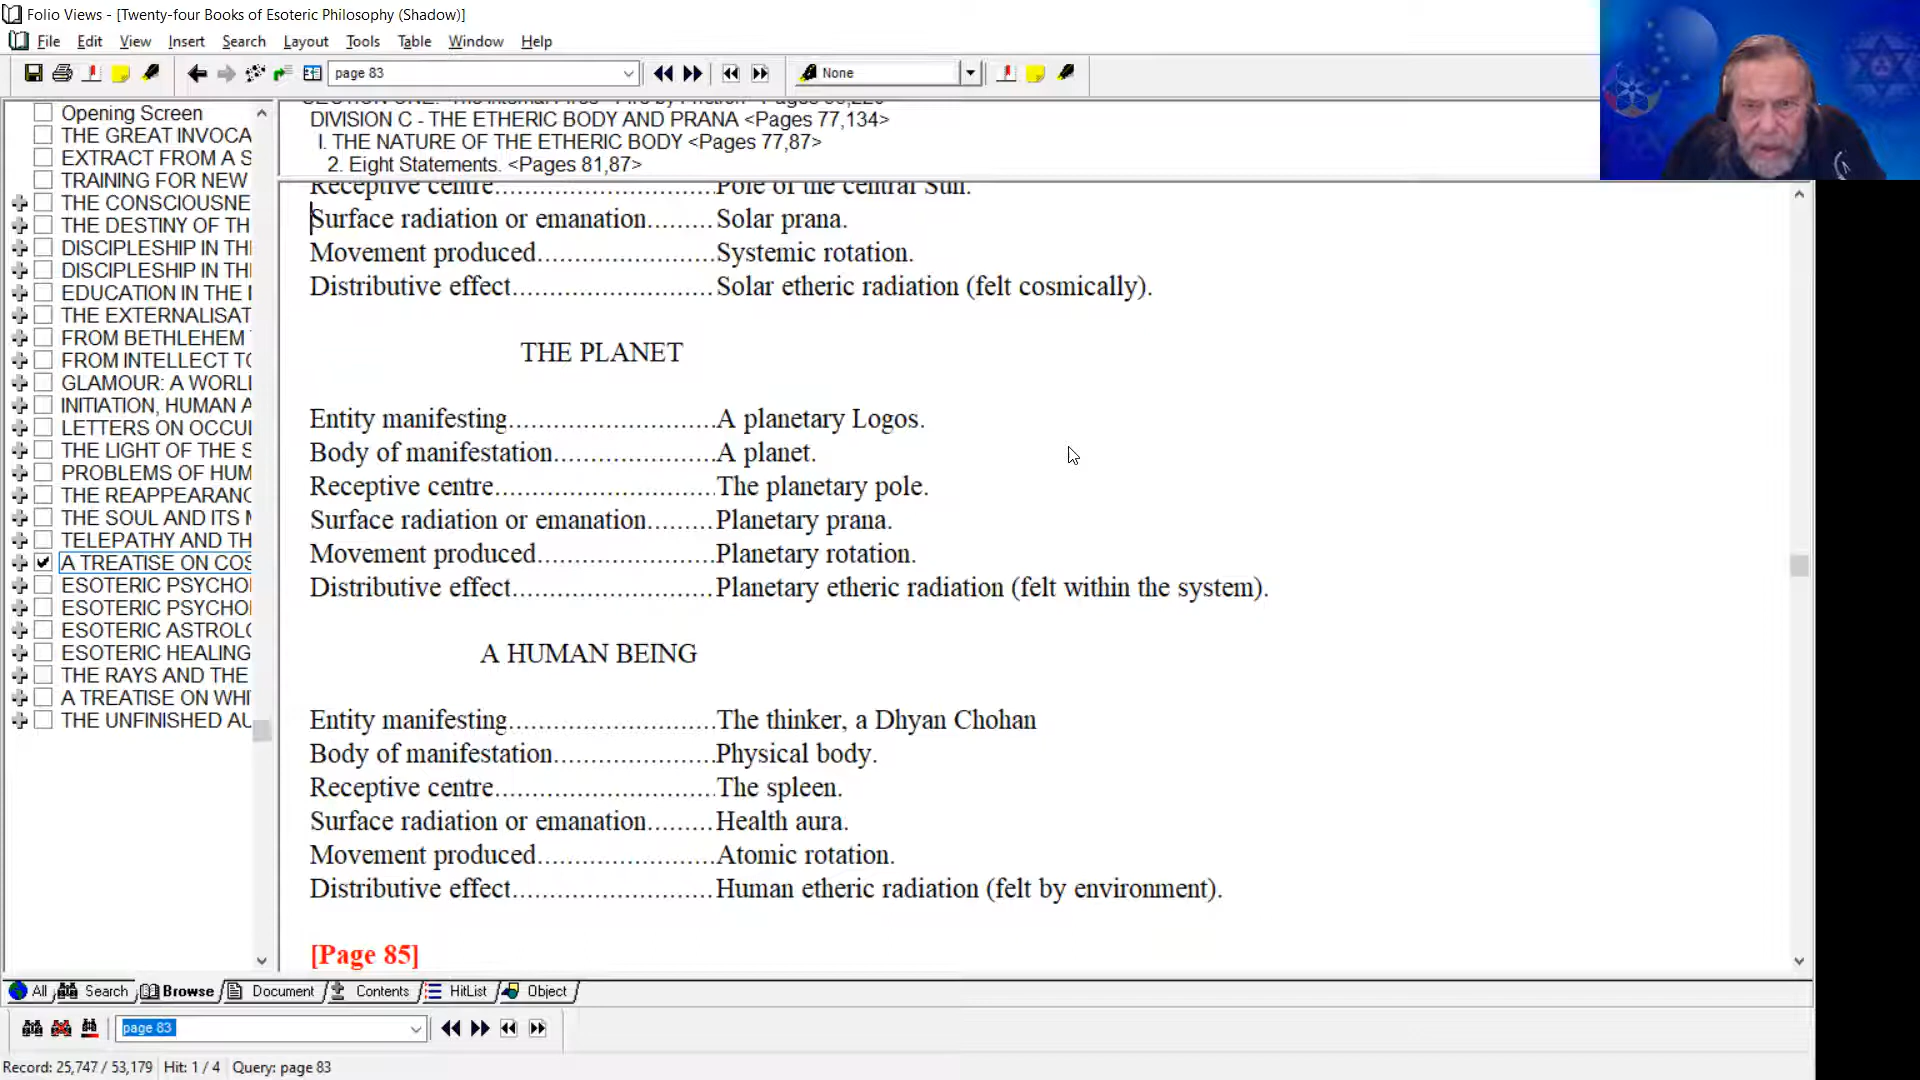 Folio Views - [Twenty-four Books of Esoteric Philosophy (Shadow)]
File Edit View Insert Search Layout Tools Table Window Help
page 83 None
Opening Screen
THE GREAT INVOCA
EXTRACT FROM A S
TRAINING FOR NEW
THE CONSCIOUSNE
THE DESTINY OF TH
DISCIPLESHIP IN THE
DISCIPLESHIP IN THE
EDUCATION IN THE
THE EXTERNALISAT
FROM BETHLEHEM
FROM INTELLECT TO
GLAMOUR: A WORL
INITIATION, HUMAN A
LETTERS ON OCCUL
THE LIGHT OF THE S
PROBLEMS OF HUM
THE REAPPEARANC
THE SOUL AND ITS
TELEPATHY AND TH
A TREATISE ON COS
ESOTERIC PSYCHO
ESOTERIC PSYCHO
ESOTERIC ASTROLO
ESOTERIC HEALING
THE RAYS AND THE
A TREATISE ON WHI
THE UNFINISHED AU
DIVISION C - THE ETHERIC BODY AND PRANA <Pages 77,134>
I. THE NATURE OF THE ETHERIC BODY <Pages 77,87>
2. Eight Statements. <Pages 81,87>
Receptive centre.............................Pole of the central Sun.
Surface radiation or emanation.........Solar prana.
Movement produced.......................Systemic rotation.
Distributive effect..........................Solar etheric radiation (felt cosmically).
THE PLANET
Entity manifesting...........................A planetary Logos.
Body of manifestation.....................A planet.
Receptive centre.............................The planetary pole.
Surface radiation or emanation.........Planetary prana.
Movement produced.......................Planetary rotation.
Distributive effect..........................Planetary etheric radiation (felt within the system).
A HUMAN BEING
Entity manifesting...........................The thinker, a Dhyan Chohan
Body of manifestation.....................Physical body.
Receptive centre.............................The spleen.
Surface radiation or emanation.........Health aura.
Movement produced.......................Atomic rotation.
Distributive effect..........................Human etheric radiation (felt by environment).
[Page 85]
All Search Browse Document Contents HitList Object
page 83
Record: 25,747 / 53,179 Hit: 1 / 4 Query: page 83